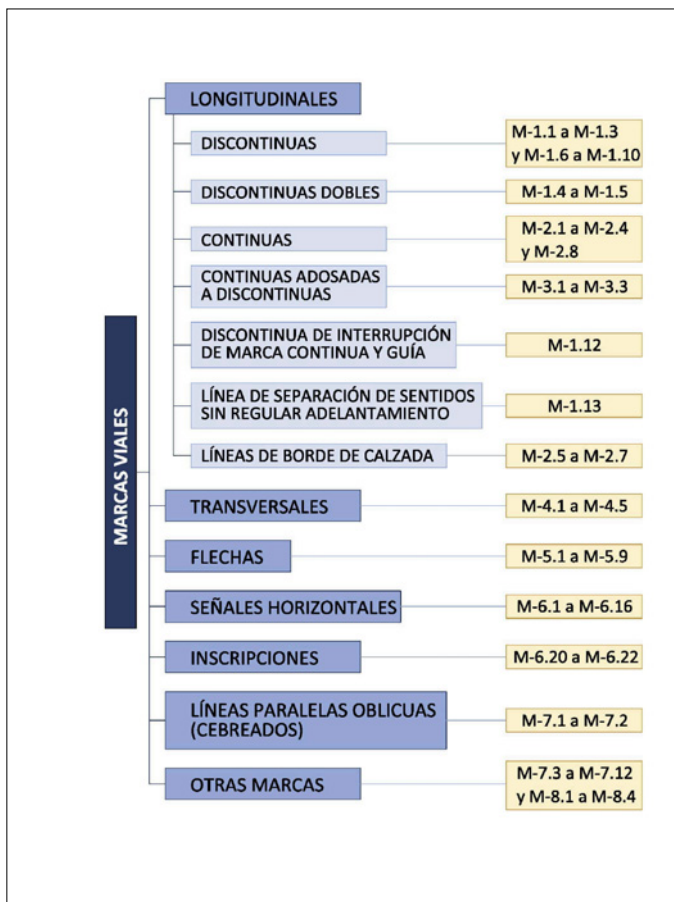 MARCAS VIALES
LONGITUDINALES
DISCONTINUAS
M-1.1 a M-1.3
y M-1.6 a M-1.10
DISCONTINUAS DOBLES
M-1.4 a M-1.5
CONTINUAS
M-2.1 a M-2.4
y M-2.8
CONTINUAS ADOSADAS
A DISCONTINUAS
M-3.1 a M-3.3
DISCONTINUA DE INTERRUPCIÓN
DE MARCA CONTINUA Y GUÍA
M-1.12
LÍNEA DE SEPARACIÓN DE SENTIDOS
SIN REGULAR ADELANTAMIENTO
M-1.13
LÍNEAS DE BORDE DE CALZADA
M-2.5 a M-2.7
TRANSVERSALES
M-4.1 a M-4.5
FLECHAS
M-5.1 a M-5.9
SEÑALES HORIZONTALES
M-6.1 a M-6.16
INSCRIPCIONES
M-6.20 a M-6.22
LÍNEAS PARALELAS OBLICUAS
(CEBREADOS)
M-7.1 a M-7.2
OTRAS MARCAS
M-7.3 a M-7.12
y M-8.1 a M-8.4